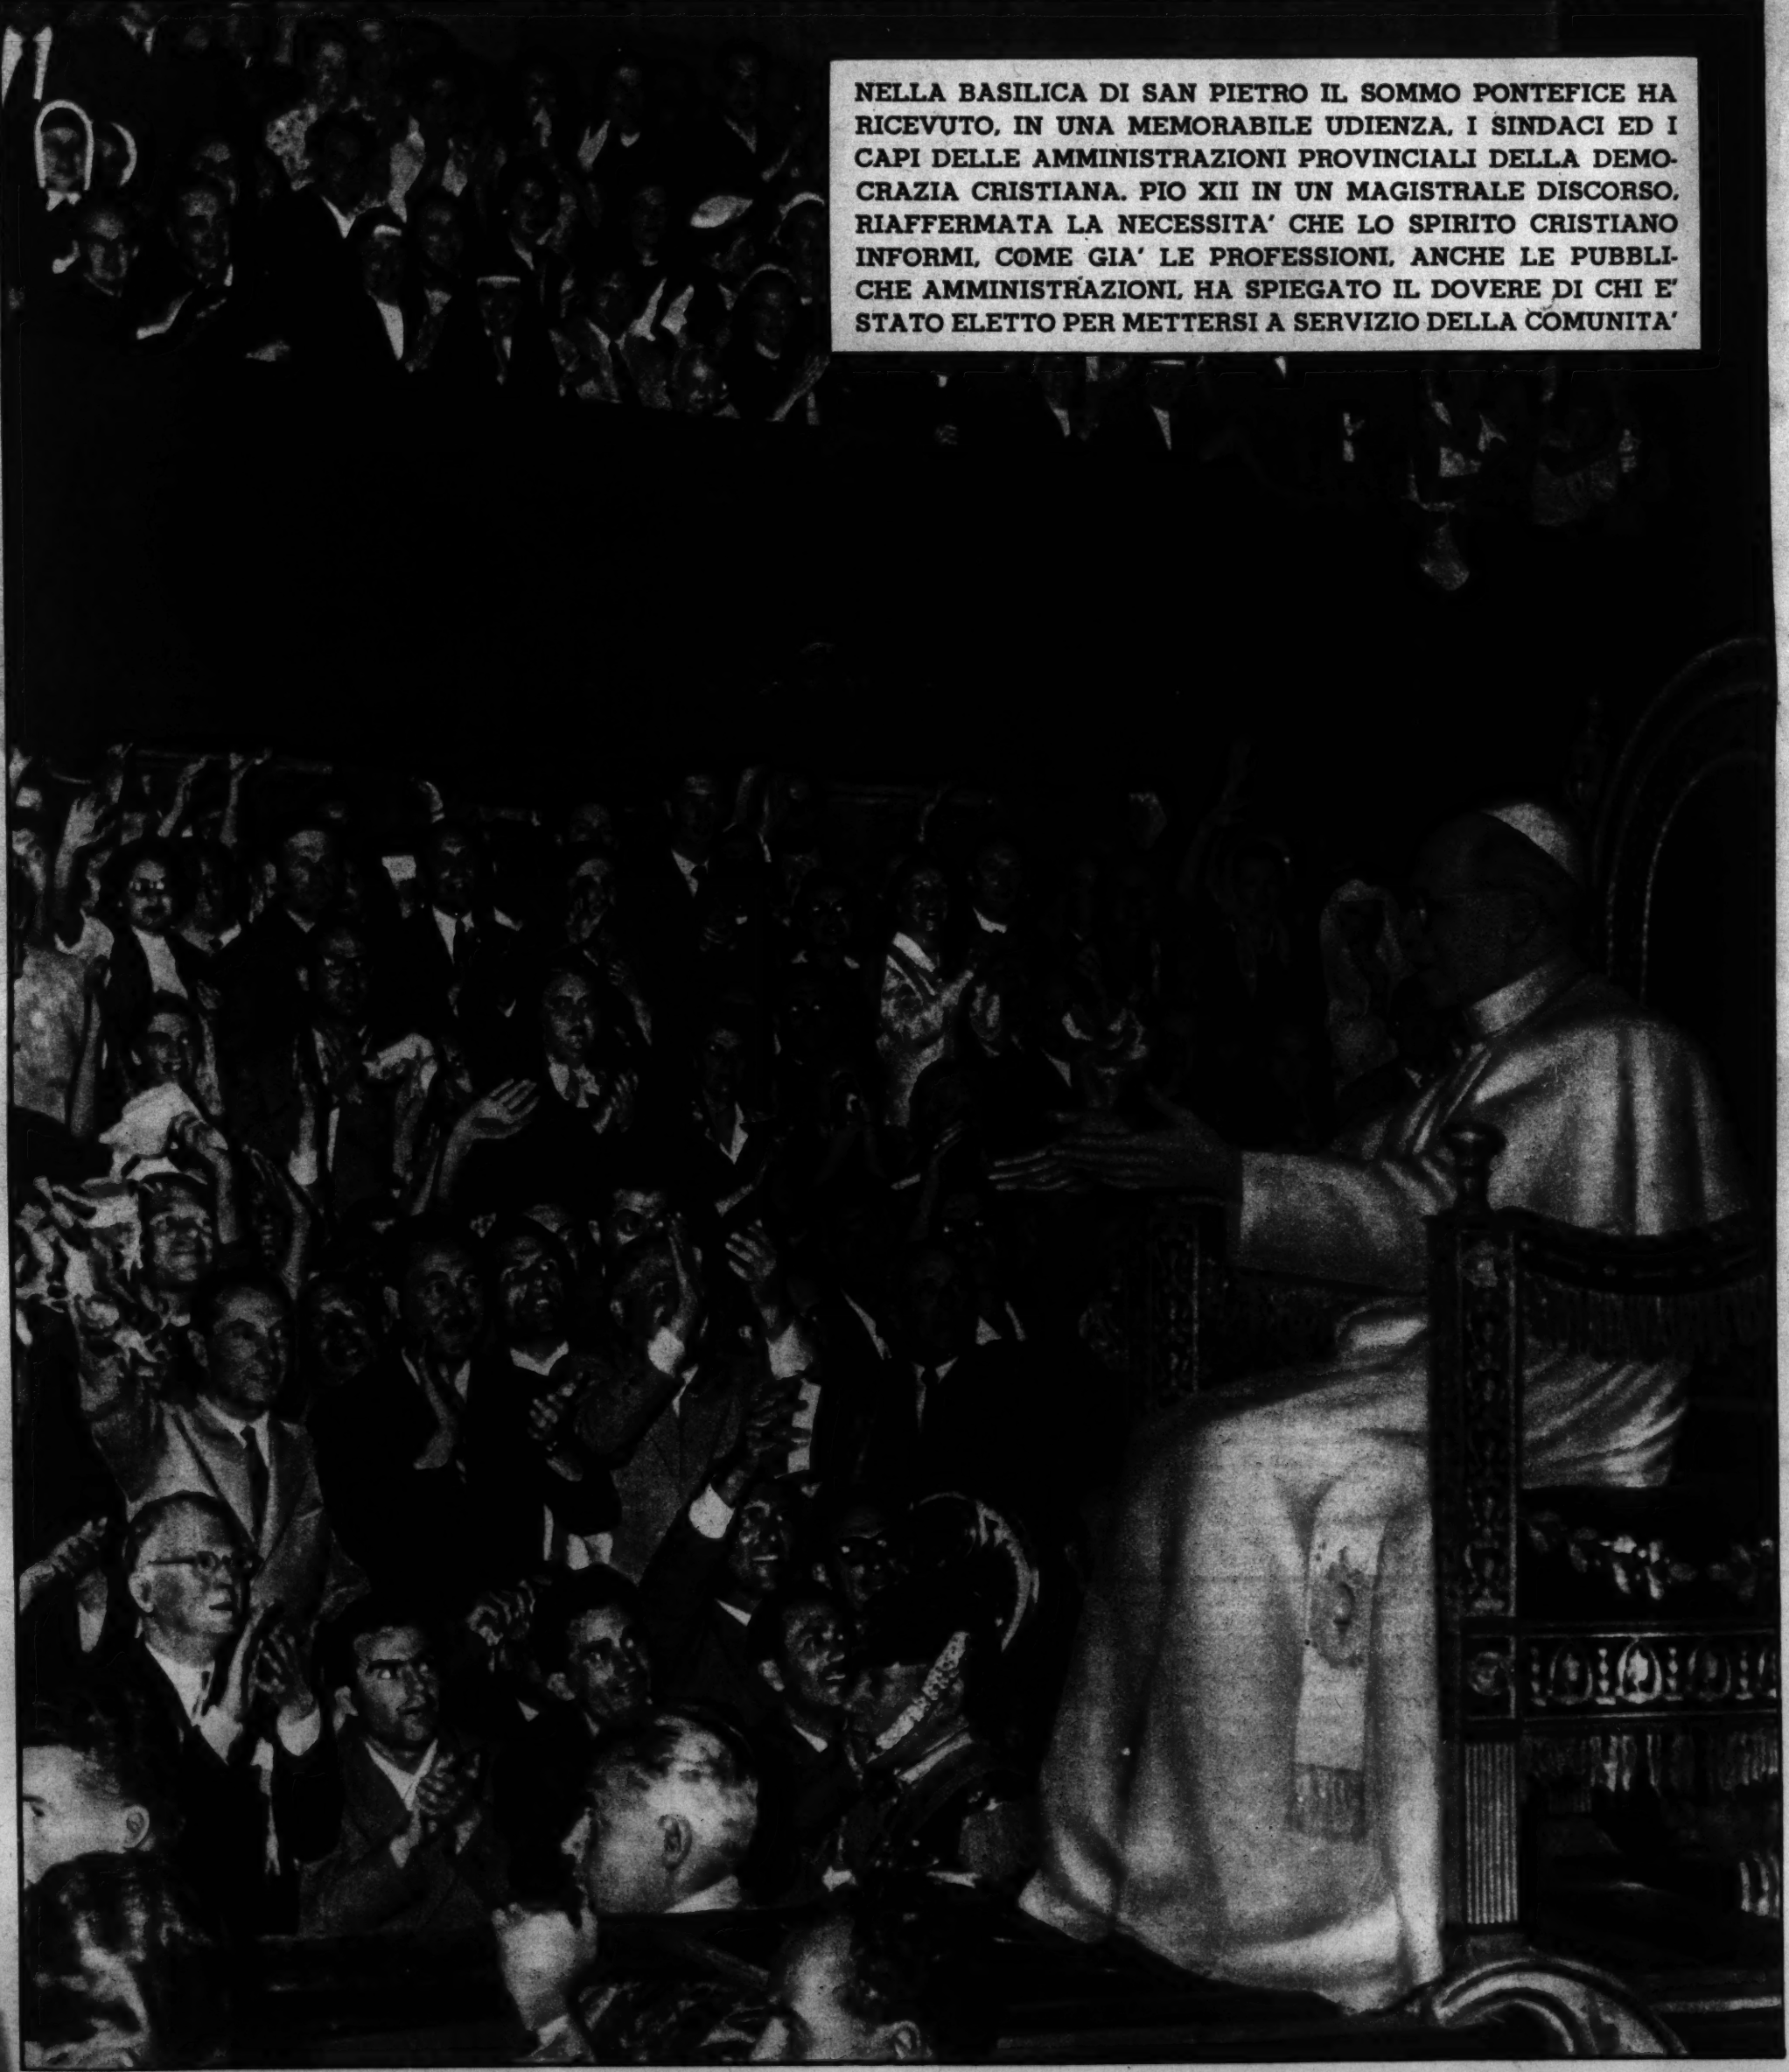 NELLA BASILICA DI SAN PIETRO IL SOMMO PONTEFICE HA
RICEVUTO, IN UNA MEMORABILE UDIENZA, I SINDACI ED I
CAPI DELLE AMMINISTRAZIONI PROVINCIALI DELLA DEMO-
CRAZIA CRISTIANA. PIO XII IN UN MAGISTRALE DISCORSO,
RIAFFERMATA LA NECESSITA' CHE LO SPIRITO CRISTIANO
INFORMI, COME GIA' LE PROFESSIONI, ANCHE LE PUBBLI-
CHE AMMINISTRAZIONI, HA SPIEGATO IL DOVERE DI CHI E'
STATO ELETTO PER METTERSI A SERVIZIO DELLA COMUNITA'